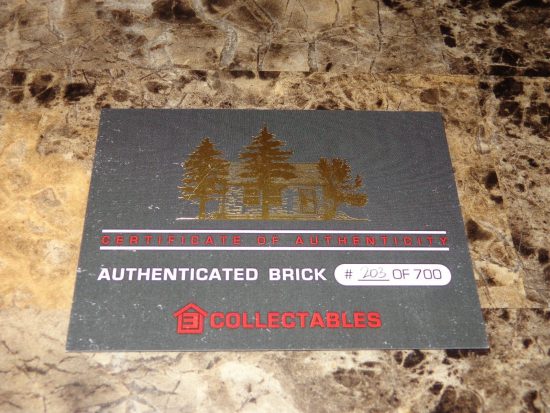 CERTIFICATE OF AUTHENTICITY
AUTHENTICATED BRICK # 203 OF 700
E COLLECTABLES